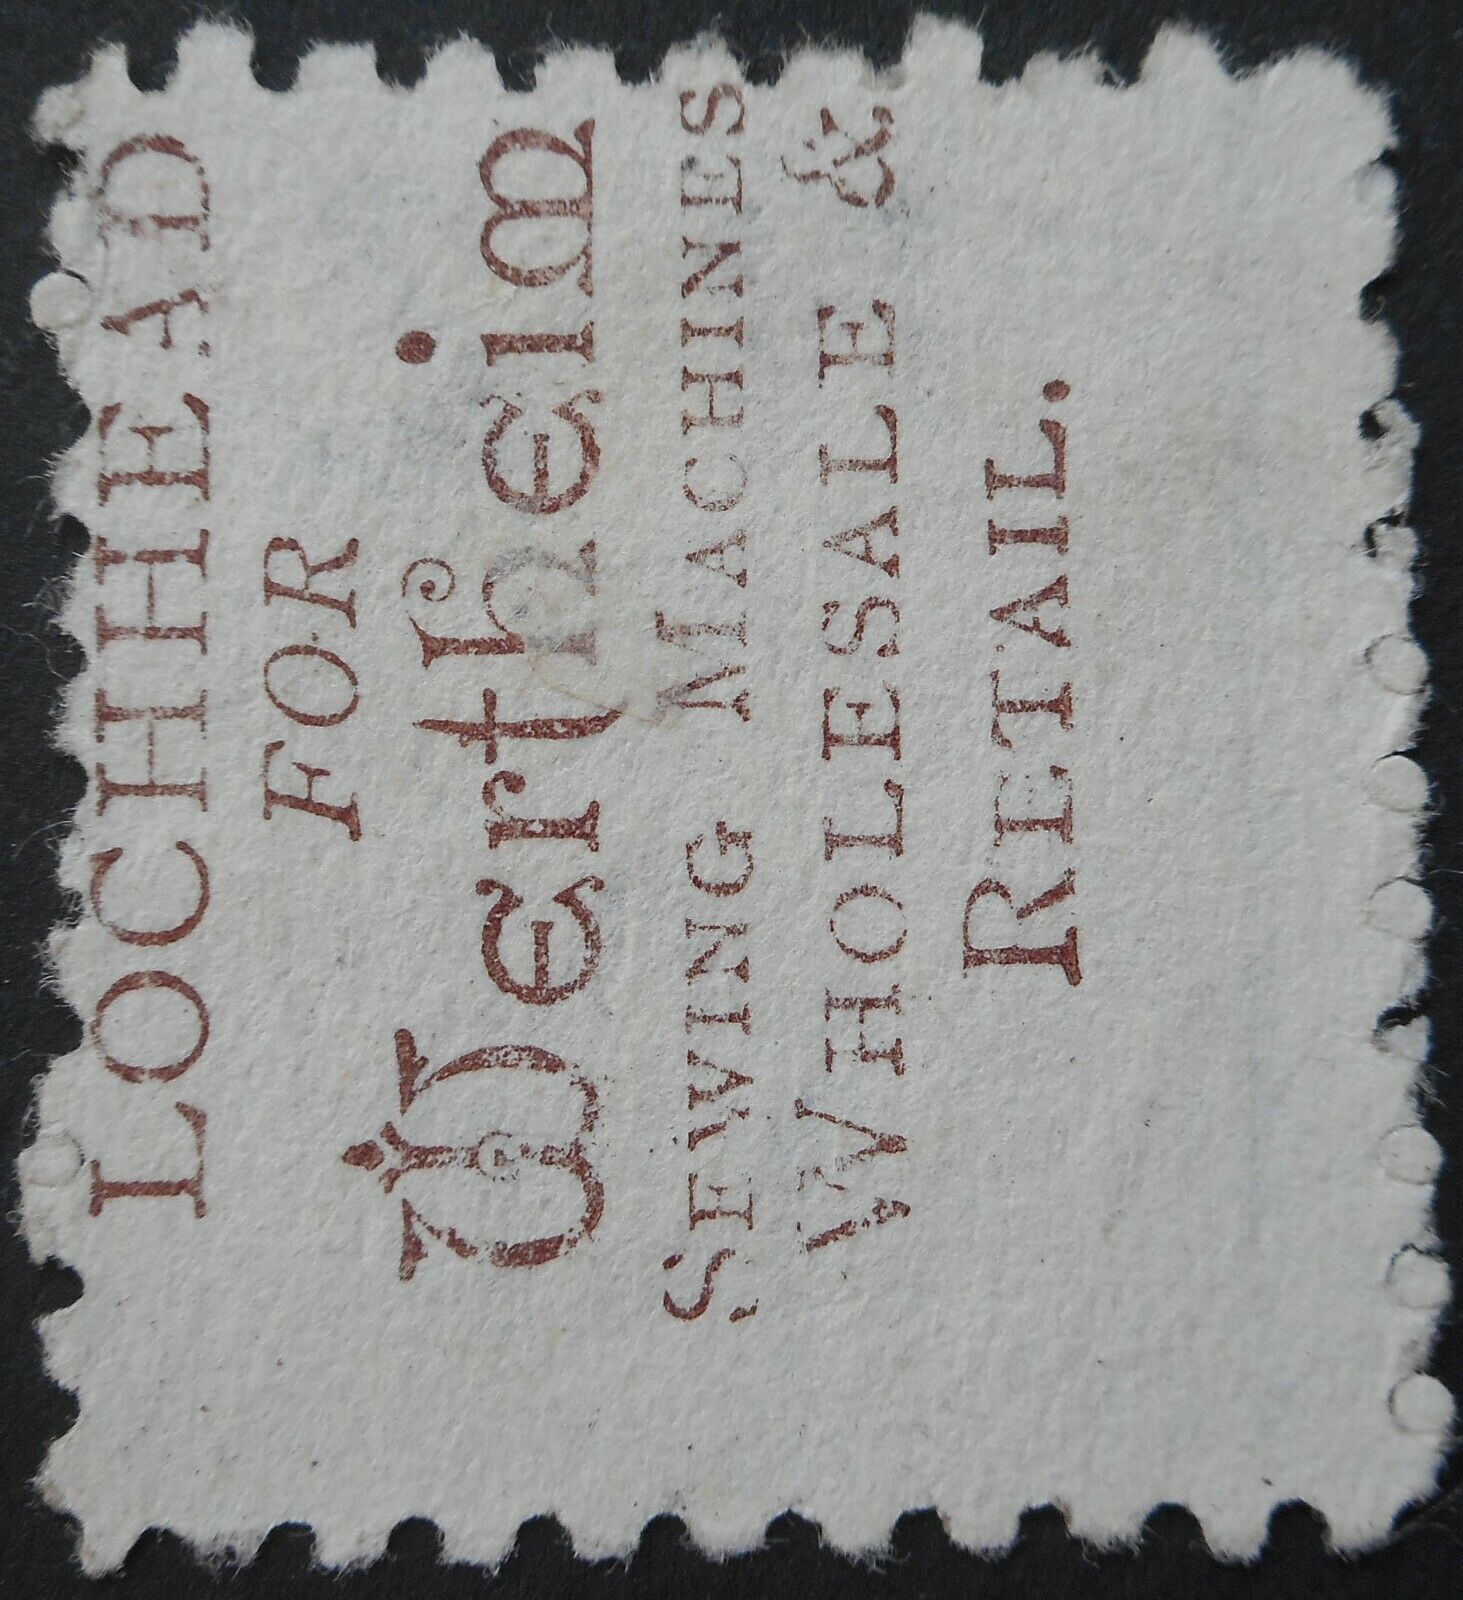 LOCHHEAD
FOR
Wertheim
SEWING MACHINES
WHOLESALE &
RETAIL.